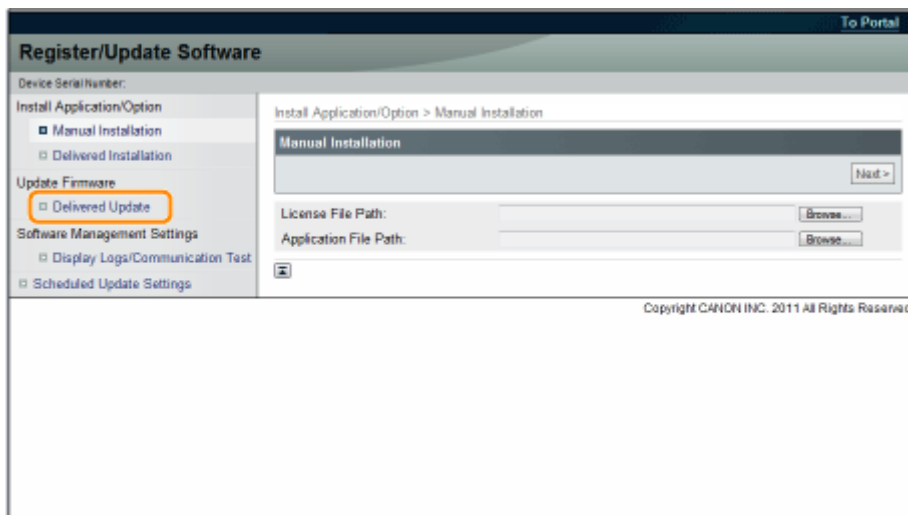 To Portal
Register/Update Software
Device Serial Number:
Install Application/Option
Manual Installation
Delivered Installation
Update Firmware
Delivered Update
Software Management Settings
Display Logs/Communication Test
Scheduled Update Settings
Install Application/Option > Manual Installation
Manual Installation
Next >
License File Path:
Browse...
Application File Path:
Browse...
Copyright CANON INC. 2011 All Rights Reserved